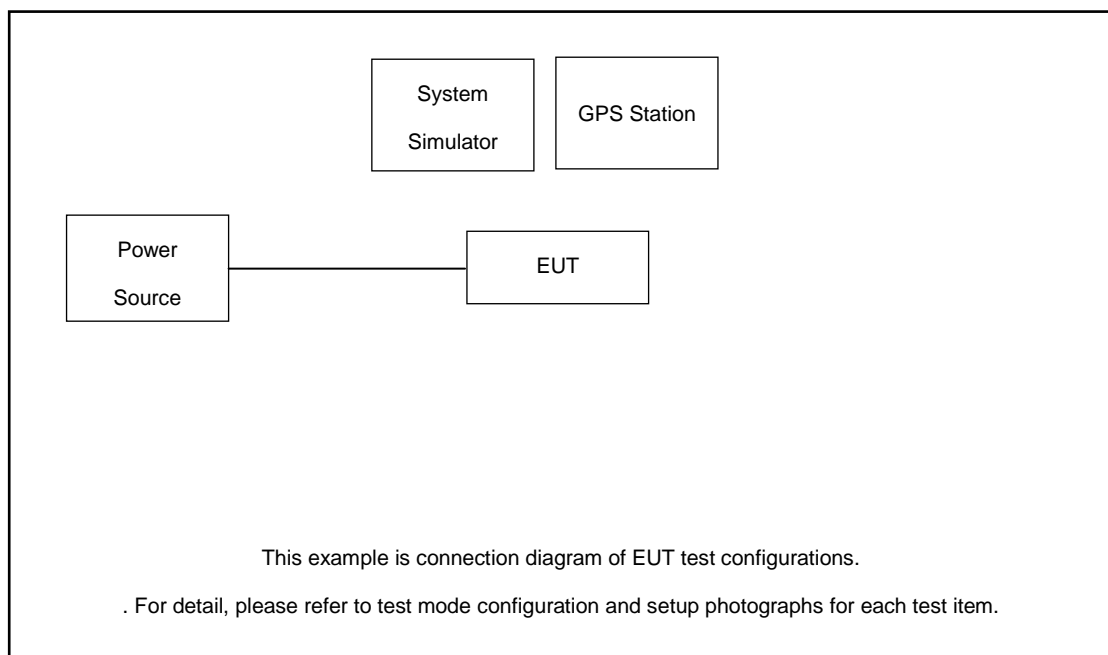 System
Simulator
GPS Station
Power
Source
EUT
This example is connection diagram of EUT test configurations.
. For detail, please refer to test mode configuration and setup photographs for each test item.